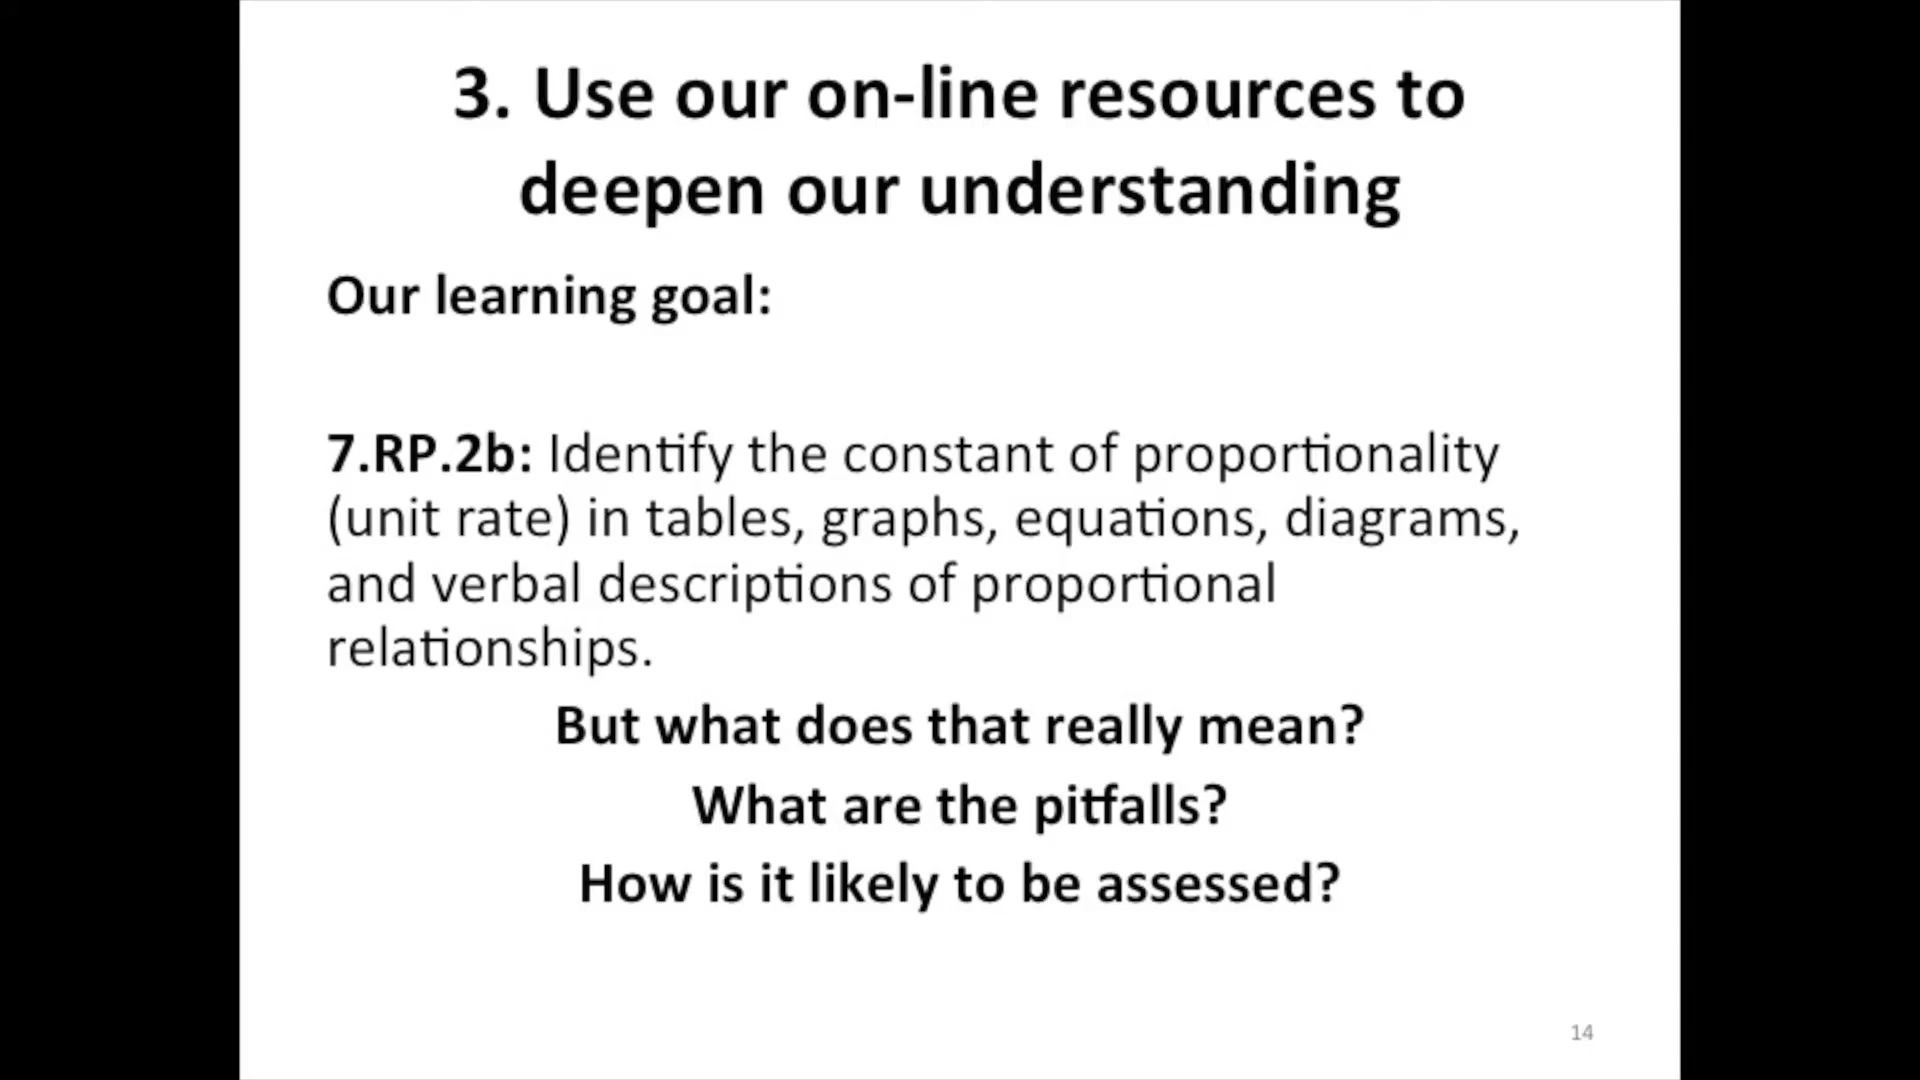 3. Use our on-line resources to
deepen our understanding
Our learning goal:
7.RP.2b: Identify the constant of proportionality
(unit rate) in tables, graphs, equations, diagrams,
and verbal descriptions of proportional
relationships.
But what does that really mean?
What are the pitfalls?
How is it likely to be assessed?
14